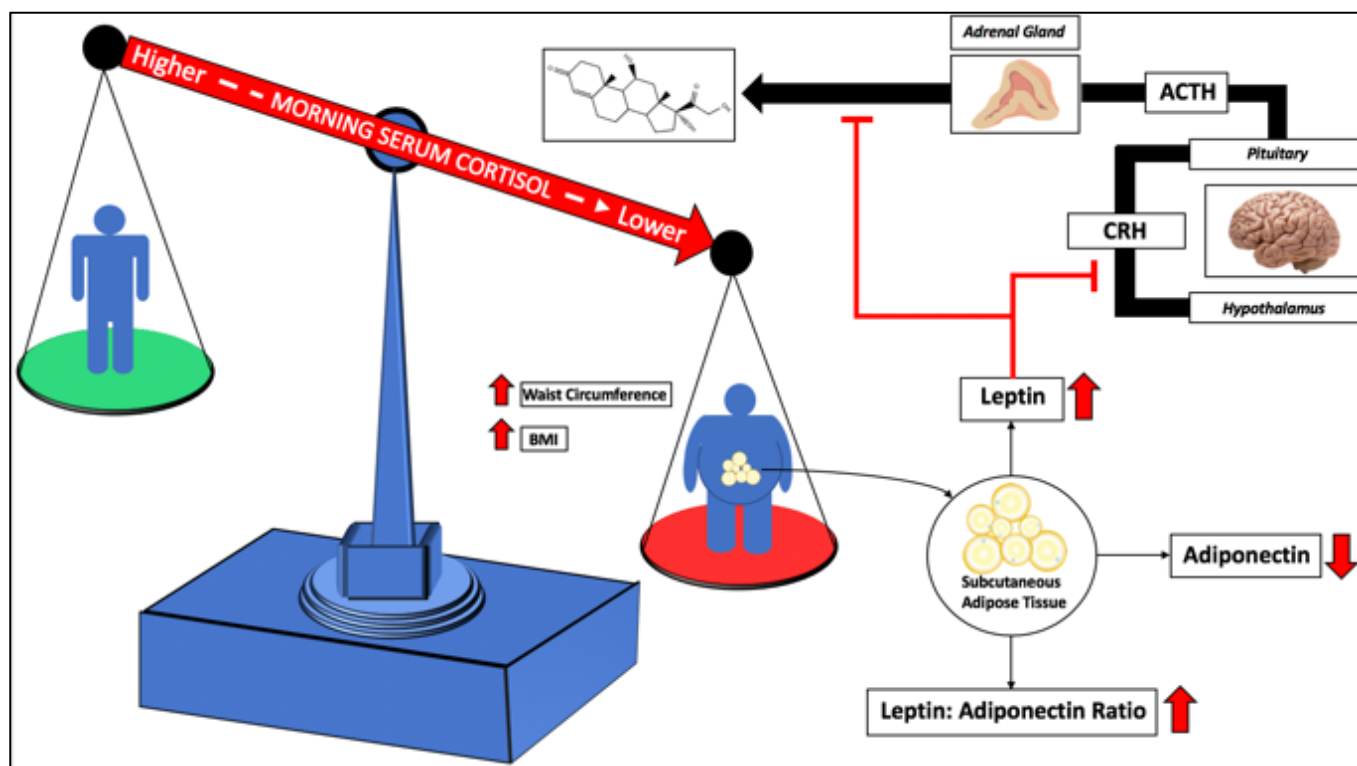 Higher – – MORNING SERUM CORTISOL – – Lower
Adrenal Gland
ACTH
Pituitary
CRH
Hypothalamus
Waist Circumference
BMI
Leptin
Subcutaneous
Adipose Tissue
Adiponectin
Leptin: Adiponectin Ratio